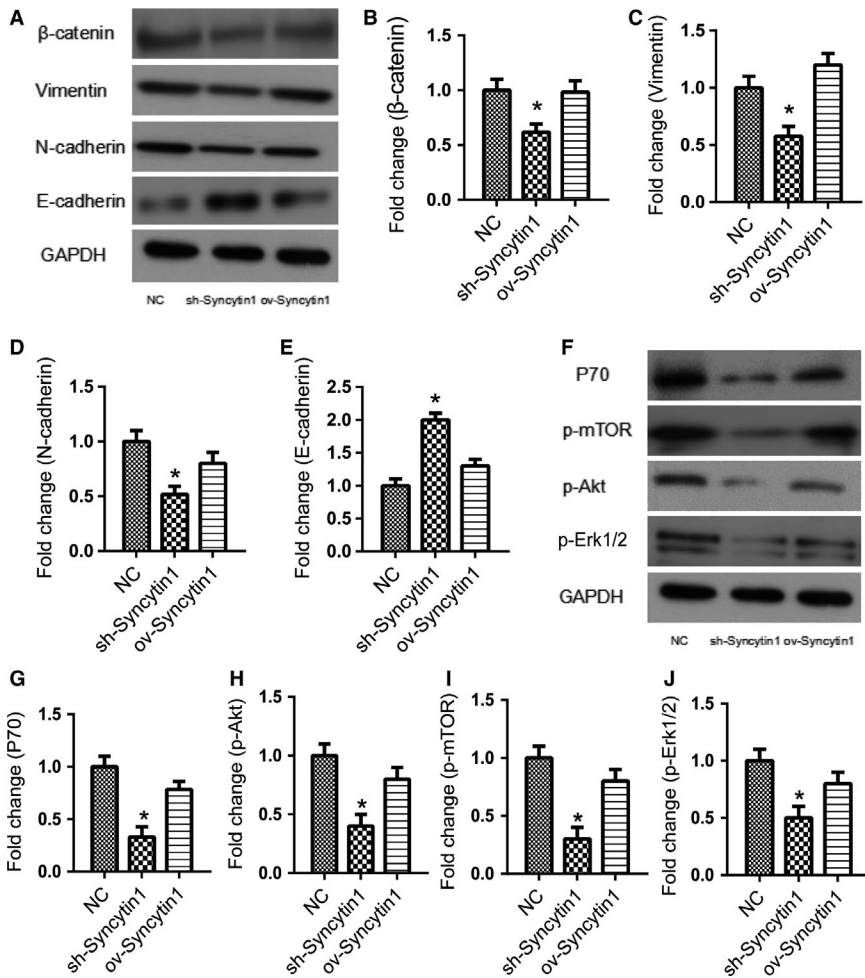 A
β-catenin
Vimentin
N-cadherin
E-cadherin
GAPDH
NC sh-Syncytin1 ov-Syncytin1
B
Fold change (β-catenin)
1.5
1.0
0.5
0.0
NC
sh-Syncytin1
ov-Syncytin1
*
C
Fold change (Vimentin)
1.5
1.0
0.5
0.0
NC
sh-Syncytin1
ov-Syncytin1
*
D
Fold change (N-cadherin)
1.5
1.0
0.5
0.0
NC
sh-Syncytin1
ov-Syncytin1
*
E
Fold change (E-cadherin)
2.5
2.0
1.5
1.0
0.5
0.0
NC
sh-Syncytin1
ov-Syncytin1
*
F
P70
p-mTOR
p-Akt
p-Erk1/2
GAPDH
NC sh-Syncytin1 ov-Syncytin1
G
Fold change (P70)
1.5
1.0
0.5
0.0
NC
sh-Syncytin1
ov-Syncytin1
*
H
Fold change (p-Akt)
1.5
1.0
0.5
0.0
NC
sh-Syncytin1
ov-Syncytin1
*
I
Fold change (p-mTOR)
1.5
1.0
0.5
0.0
NC
sh-Syncytin1
ov-Syncytin1
*
J
Fold change (p-Erk1/2)
1.5
1.0
0.5
0.0
NC
sh-Syncytin1
ov-Syncytin1
*